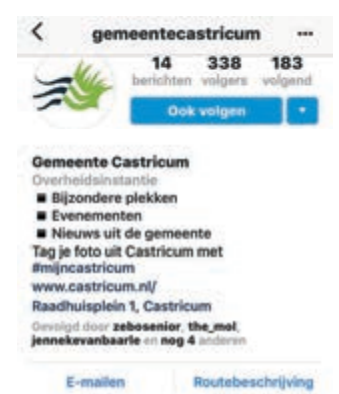 gemeentecastricum
14 338 183
berichten volgers volgend
Ook volgen
Gemeente Castricum
Overheidsinstantie
■ Bijzondere plekken
■ Evenementen
■ Nieuws uit de gemeente
Tag je foto uit Castricum met
#mijncastricum
www.castricum.nl/
Raadhuisplein 1, Castricum
Gevolgd door zebosenior, the_mol,
jennekevanbaarle en nog 4 anderen
E-mailen Routebeschrijving